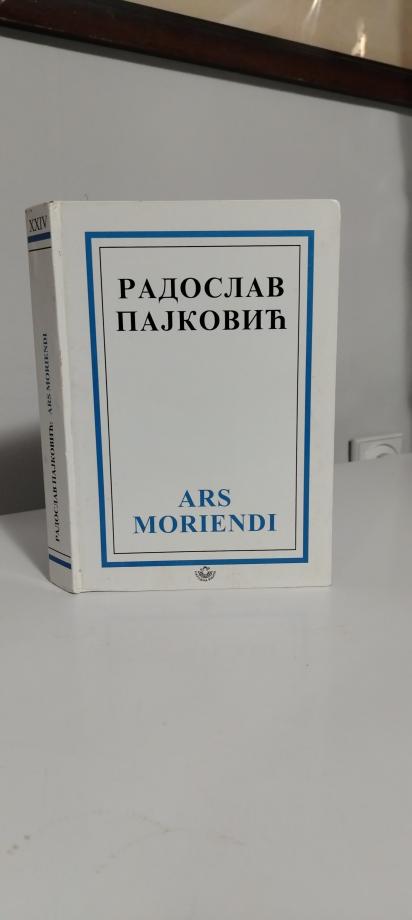 РАДОСЛАВ
ПАЈКОВИЋ
ARS
MORIENDI
XXIV
РАДОСЛАВ ПАЈКОВИЋ: ARS MORIENDI